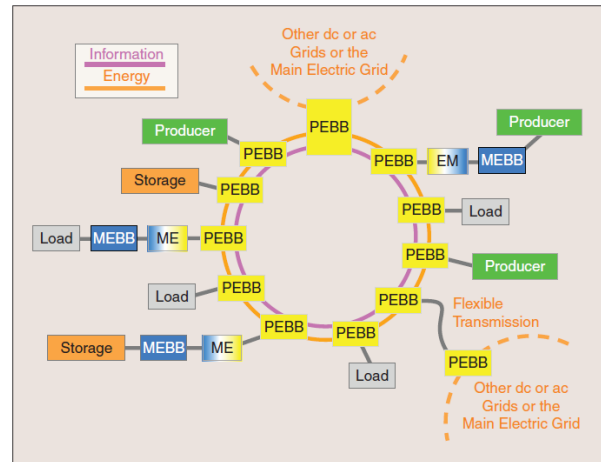 Other dc or ac
Grids or the
Main Electric Grid
Information
Energy
Producer
PEBB
Producer
PEBB
PEBB
EM
MEBB
Storage
PEBB
PEBB
Load
Load
MEBB
ME
PEBB
PEBB
Producer
Load
PEBB
PEBB
Flexible
Transmission
Storage
MEBB
ME
PEBB
PEBB
PEBB
Load
Other dc or ac
Grids or the
Main Electric Grid